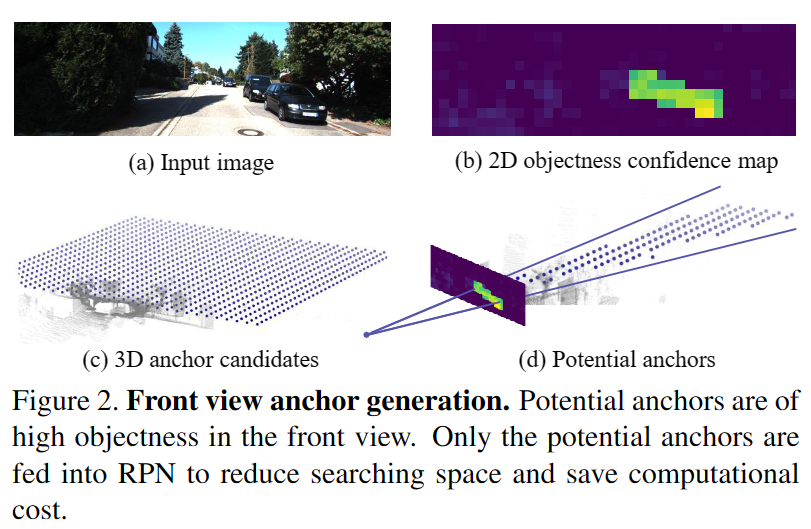 (a) Input image
(b) 2D objectness confidence map
(c) 3D anchor candidates
(d) Potential anchors
Figure 2. Front view anchor generation. Potential anchors are of
high objectness in the front view. Only the potential anchors are
fed into RPN to reduce searching space and save computational
cost.